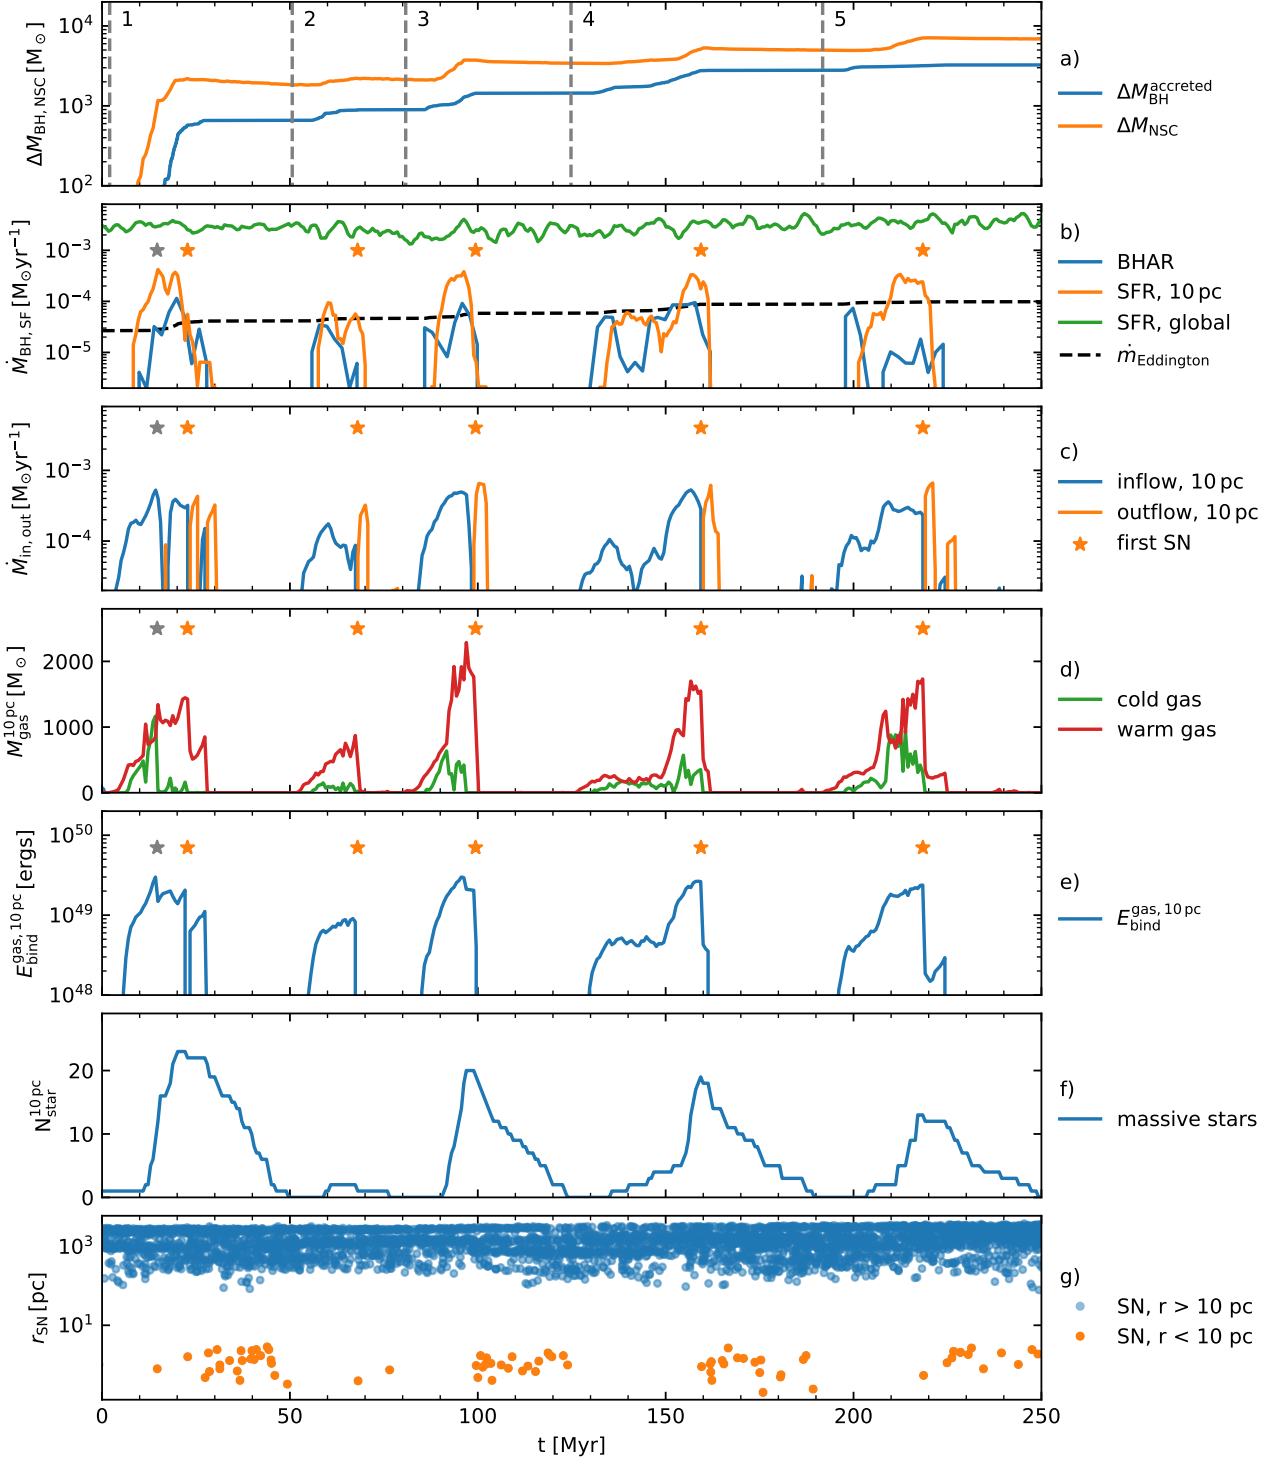 1 2 3 4 5
ΔM_BH, NSC [M_⊙]
10^4
10^3
10^2
a)
ΔM_BH^accreted
ΔM_NSC
Ṁ_BH, SF [M_⊙yr^−1]
10^−3
10^−4
10^−5
b)
BHAR
SFR, 10 pc
SFR, global
ṁ_Eddington
Ṁ_in, out [M_⊙yr^−1]
10^−3
10^−4
c)
inflow, 10 pc
outflow, 10 pc
first SN
M_gas^10 pc [M_⊙]
2000
1000
0
d)
cold gas
warm gas
E_bind^gas, 10 pc [ergs]
10^50
10^49
10^48
e)
E_bind^gas, 10 pc
N_star^10 pc
20
10
0
f)
massive stars
r_SN [pc]
10^3
10^1
g)
SN, r > 10 pc
SN, r < 10 pc
0 50 100 150 200 250
t [Myr]